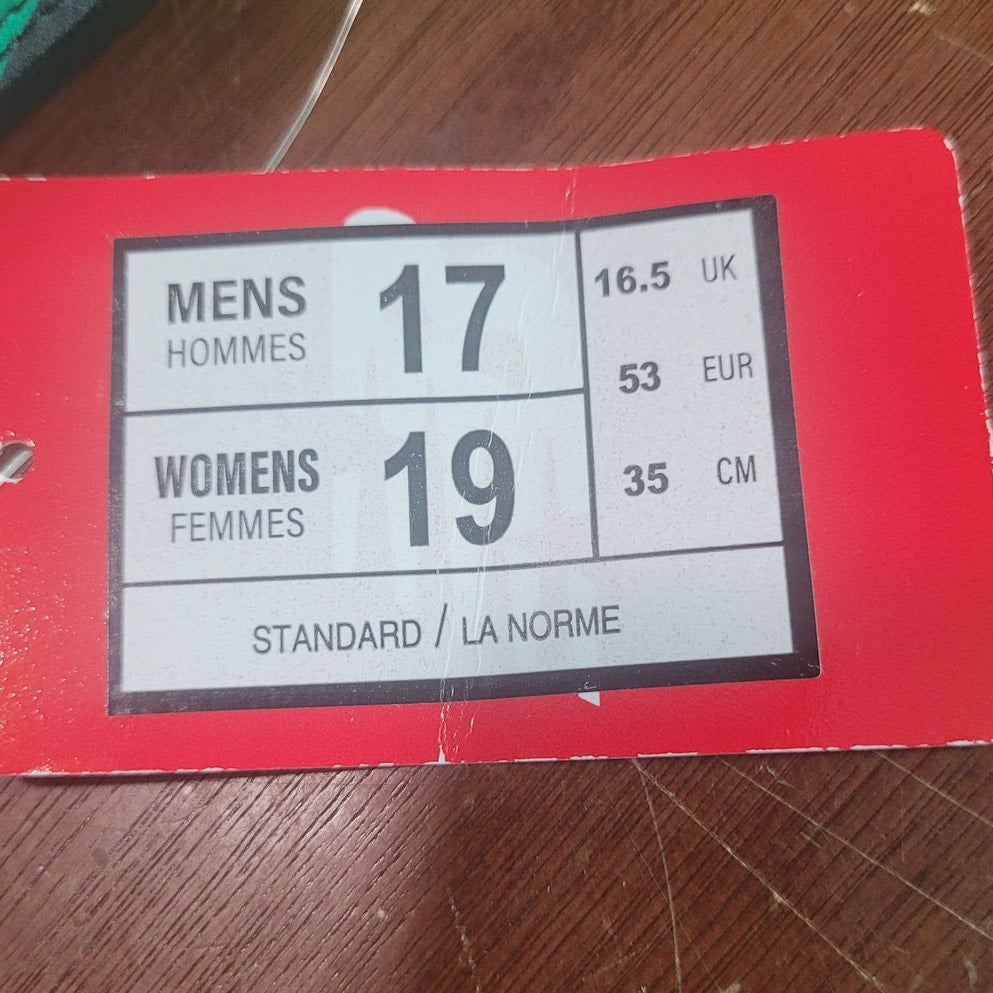 MENS 17
HOMMES
WOMENS 19
FEMMES
16.5 UK
53 EUR
35 CM
STANDARD / LA NORME